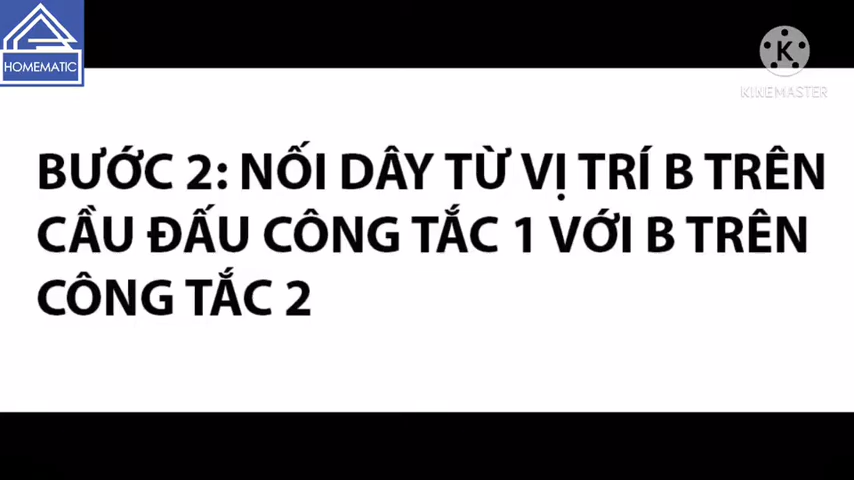 HOMEMATIC
K
KINEMASTER
BƯỚC 2: NỐI DÂY TỪ VỊ TRÍ B TRÊN
CẦU ĐẤU CÔNG TẮC 1 VỚI B TRÊN
CÔNG TẮC 2